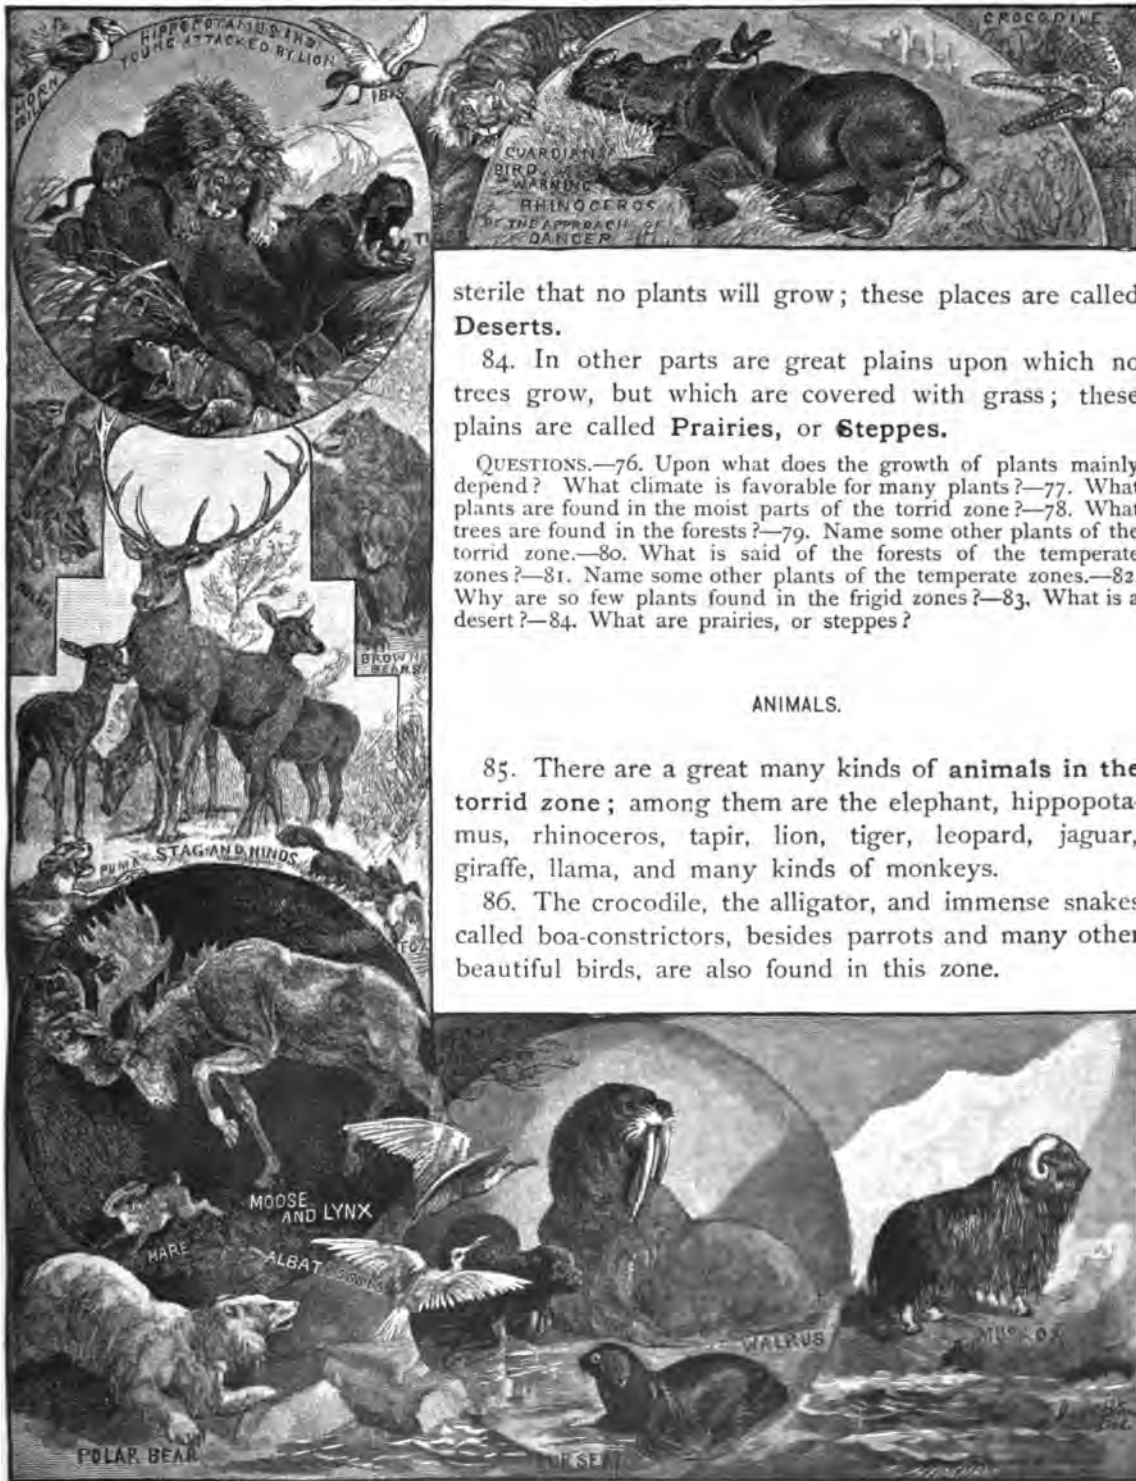 HORN
BILL
HIPPOPOTAMUS AND
YOUNG ATTACKED BY LION
IBIS
CROCODILE
GUARDIAN
BIRD
WARNING
RHINOCEROS
OF THE APPROACH OF
DANGER
sterile that no plants will grow; these places are called
Deserts.
84. In other parts are great plains upon which no
trees grow, but which are covered with grass; these
plains are called Prairies, or Steppes.
QUESTIONS.—76. Upon what does the growth of plants mainly
depend? What climate is favorable for many plants?—77. What
plants are found in the moist parts of the torrid zone?—78. What
trees are found in the forests?—79. Name some other plants of the
torrid zone.—80. What is said of the forests of the temperate
zones?—81. Name some other plants of the temperate zones.—82
Why are so few plants found in the frigid zones?—83. What is a
desert?—84. What are prairies, or steppes?
BROWN
BEARS
ANIMALS.
85. There are a great many kinds of animals in the
torrid zone; among them are the elephant, hippopota-
mus, rhinoceros, tapir, lion, tiger, leopard, jaguar,
giraffe, llama, and many kinds of monkeys.
86. The crocodile, the alligator, and immense snakes
called boa-constrictors, besides parrots and many other
beautiful birds, are also found in this zone.
PUMA
STAG AND HINDS
FOX
MOOSE
AND LYNX
HARE
WALRUS
MUSK OX
POLAR BEAR
FUR SEAL